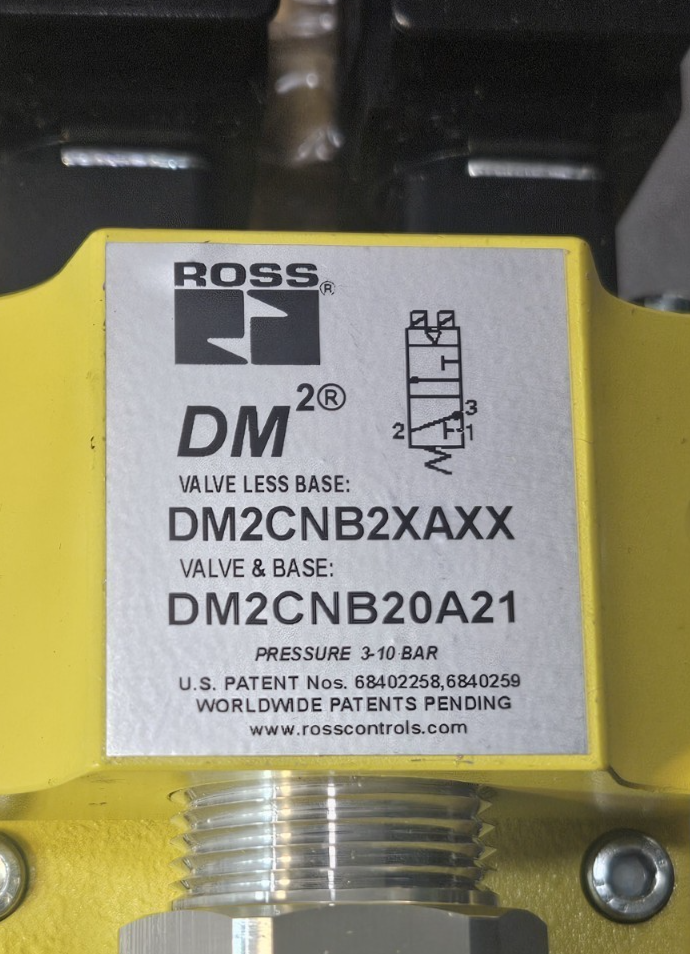 ROSS®
DM2®
2
3
1
VALVE LESS BASE:
DM2CNB2XAXX
VALVE & BASE:
DM2CNB20A21
PRESSURE 3-10 BAR
U.S. PATENT Nos. 68402258,6840259
WORLDWIDE PATENTS PENDING
www.rosscontrols.com